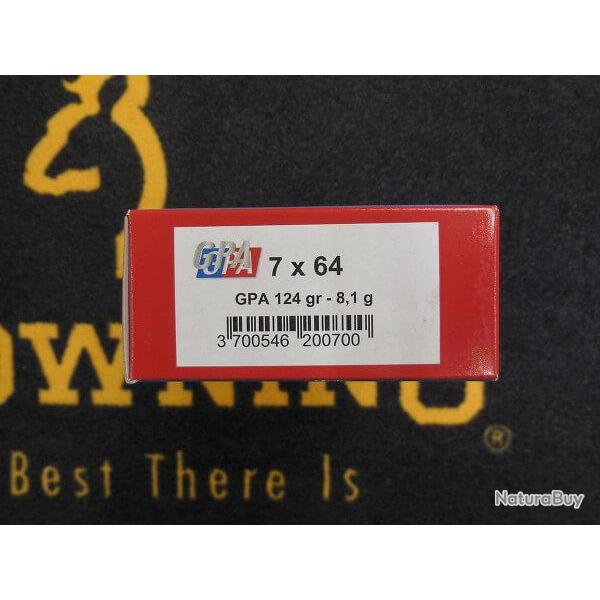 GPA 7 x 64
GPA 124 gr - 8,1 g
3 700546 200700
OWNING
®
Best There Is
NaturaBuy